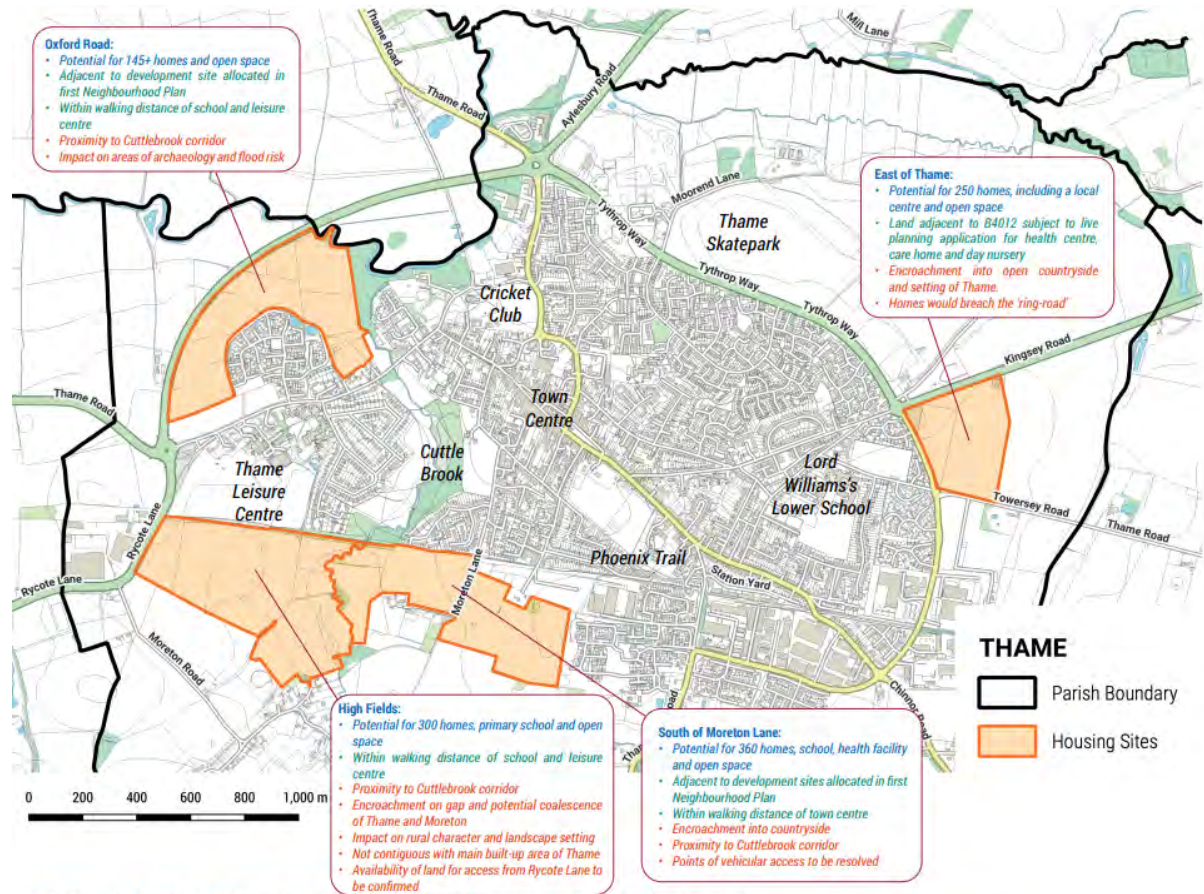 Oxford Road:
• Potential for 145+ homes and open space
• Adjacent to development site allocated in
first Neighbourhood Plan
• Within walking distance of school and leisure
centre
• Proximity to Cuttlebrook corridor
• Impact on areas of archaeology and flood risk
Thame Road
Mill Lane
Aylesbury Road
Thame Road
Moorend Lane
Thame
Skatepark
Tythrop Way
Tythrop Way
Tythrop Way
East of Thame:
• Potential for 250 homes, including a local
centre and open space
• Land adjacent to B4012 subject to live
planning application for health centre,
care home and day nursery
• Encroachment into open countryside
and setting of Thame.
• Homes would breach the 'ring-road'
Kingsey Road
Cricket
Club
Town
Centre
Thame Road
Cuttle
Brook
Thame
Leisure
Centre
Lord
Williams's
Lower School
Towersey Road
Thame Road
Rycote Lane
Rycote Lane
Phoenix Trail
Station Yard
Moreton Lane
Moreton Road
Chinnor Road
THAME
Parish Boundary
Housing Sites
High Fields:
• Potential for 300 homes, primary school and open
space
• Within walking distance of school and leisure
centre
• Proximity to Cuttlebrook corridor
• Encroachment on gap and potential coalescence
of Thame and Moreton
• Impact on rural character and landscape setting
• Not contiguous with main built-up area of Thame
• Availability of land for access from Rycote Lane to
be confirmed
South of Moreton Lane:
• Potential for 360 homes, school, health facility
and open space
• Adjacent to development sites allocated in first
Neighbourhood Plan
• Within walking distance of town centre
• Encroachment into countryside
• Proximity to Cuttlebrook corridor
• Points of vehicular access to be resolved
0 200 400 600 800 1,000 m